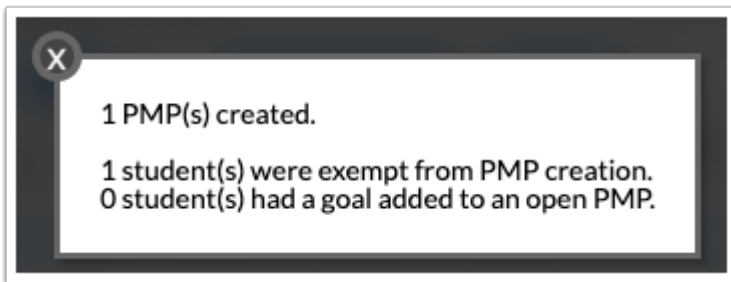 X
1 PMP(s) created.
1 student(s) were exempt from PMP creation.
0 student(s) had a goal added to an open PMP.